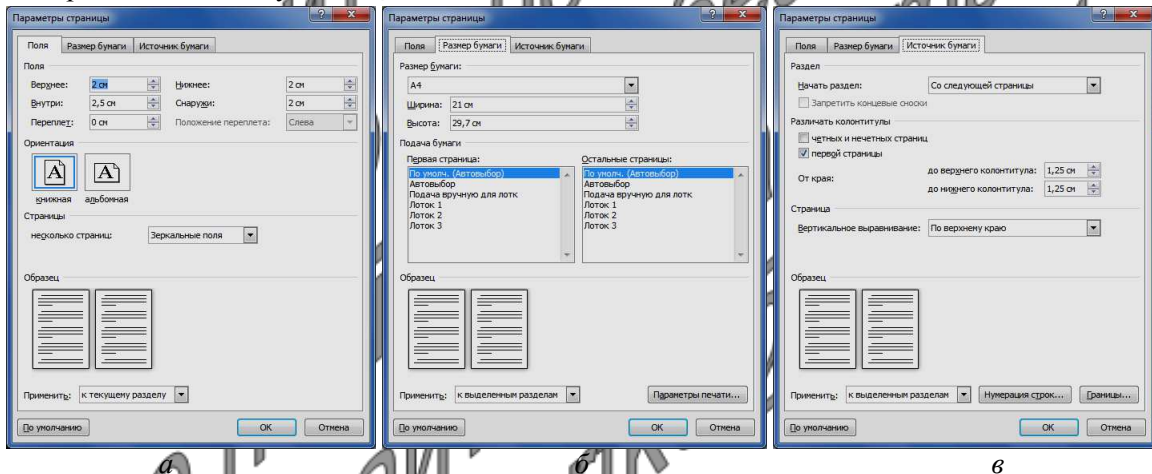 Параметры страницы
Поля Размер бумаги Источник бумаги
Поля
Верхнее: 2 см Нижнее: 2 см
Внутри: 2,5 см Снаружи: 2 см
Переплет: 0 см Положение переплета: Слева
Ориентация
A A
книжная альбомная
Страницы
несколько страниц: Зеркальные поля
Образец
Применить: к текущему разделу
По умолчанию ОК Отмена
а
Параметры страницы
Поля Размер бумаги Источник бумаги
Размер бумаги:
A4
Ширина: 21 см
Высота: 29,7 см
Подача бумаги
Первая страница: Остальные страницы:
По умолч. (Автовыбор) По умолч. (Автовыбор)
Автовыбор Автовыбор
Подача вручную для лотк Подача вручную для лотк
Лоток 1 Лоток 1
Лоток 2 Лоток 2
Лоток 3 Лоток 3
Образец
Применить: к выделенным разделам Параметры печати...
По умолчанию ОК Отмена
б
Параметры страницы
Поля Размер бумаги Источник бумаги
Раздел
Начать раздел: Со следующей страницы
Запретить концевые сноски
Различать колонтитулы
четных и нечетных страниц
первой страницы
От края: до верхнего колонтитула: 1,25 см
до нижнего колонтитула: 1,25 см
Страница
Вертикальное выравнивание: По верхнему краю
Образец
Применить: к выделенным разделам Нумерация строк... Границы...
По умолчанию ОК Отмена
в